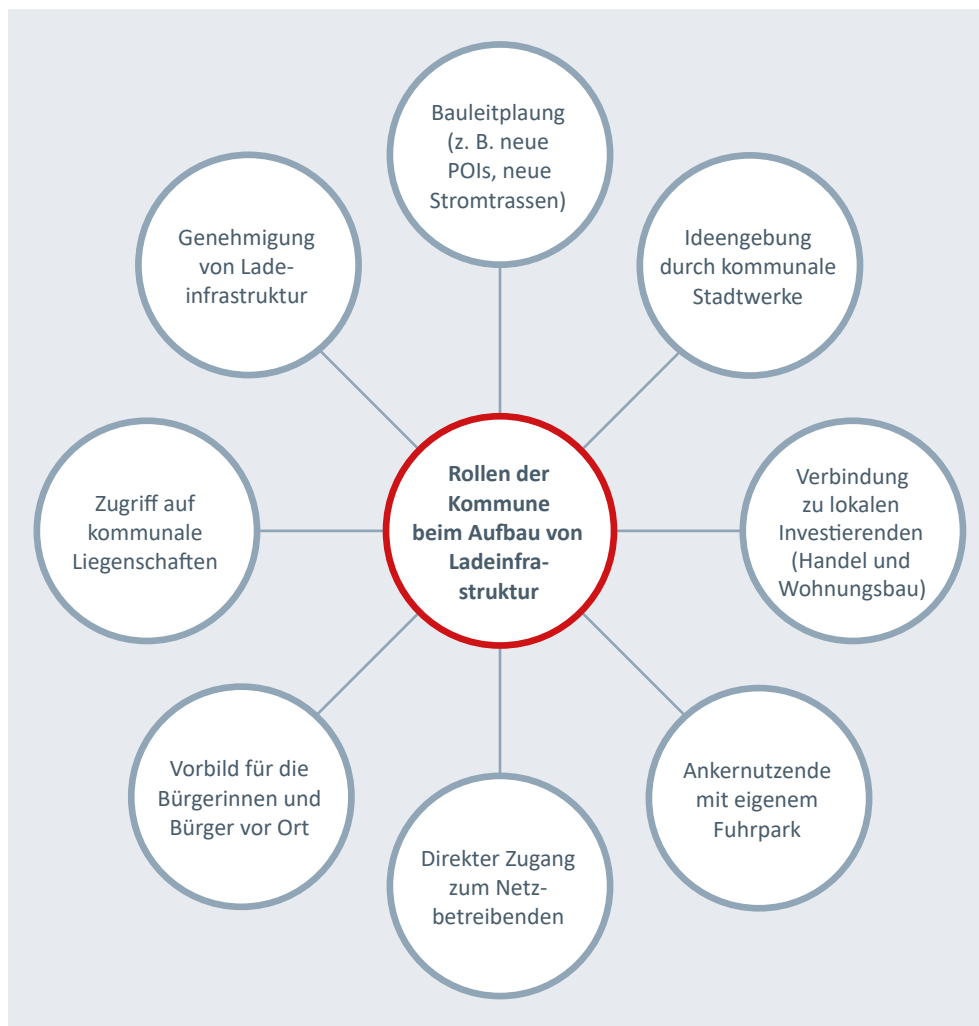 Bauleitplaung
(z. B. neue
POIs, neue
Stromtrassen)
Genehmigung
von Lade-
infrastruktur
Ideengebung
durch kommunale
Stadtwerke
Zugriff auf
kommunale
Liegenschaften
Rollen der
Kommune
beim Aufbau von
Ladeinfra-
struktur
Verbindung
zu lokalen
Investierenden
(Handel und
Wohnungsbau)
Vorbild für die
Bürgerinnen und
Bürger vor Ort
Ankernutzende
mit eigenem
Fuhrpark
Direkter Zugang
zum Netz-
betreibenden